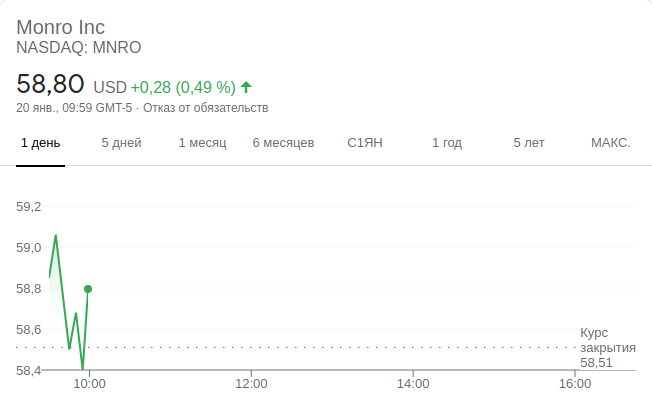 Monro Inc
NASDAQ: MNRO
58,80 USD +0,28 (0,49 %)
20 янв., 09:59 GMT-5 · Отказ от обязательств
1 день 5 дней 1 месяц 6 месяцев С1ЯН 1 год 5 лет МАКС.
59,2
59,0
58,8
58,6
58,4
Курс
закрытия
58,51
10:00 12:00 14:00 16:00